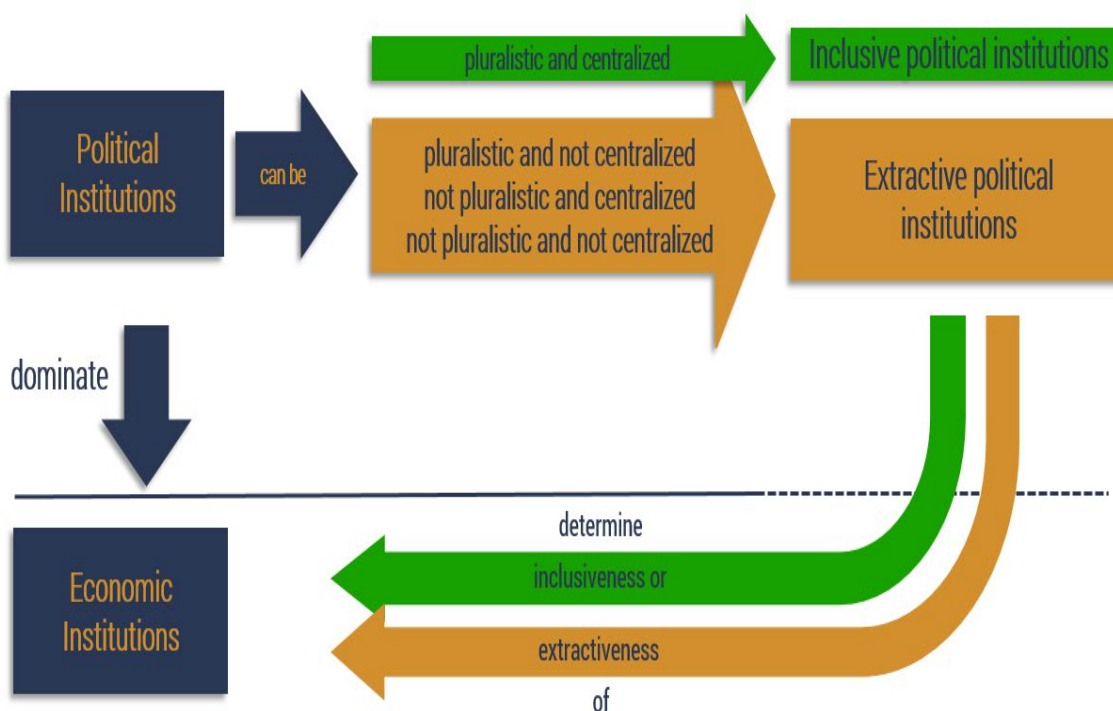 pluralistic and centralized
Inclusive political institutions
Political
Institutions
can be
pluralistic and not centralized
not pluralistic and centralized
not pluralistic and not centralized
Extractive political
institutions
dominate
determine
inclusiveness or
extractiveness
of
Economic
Institutions